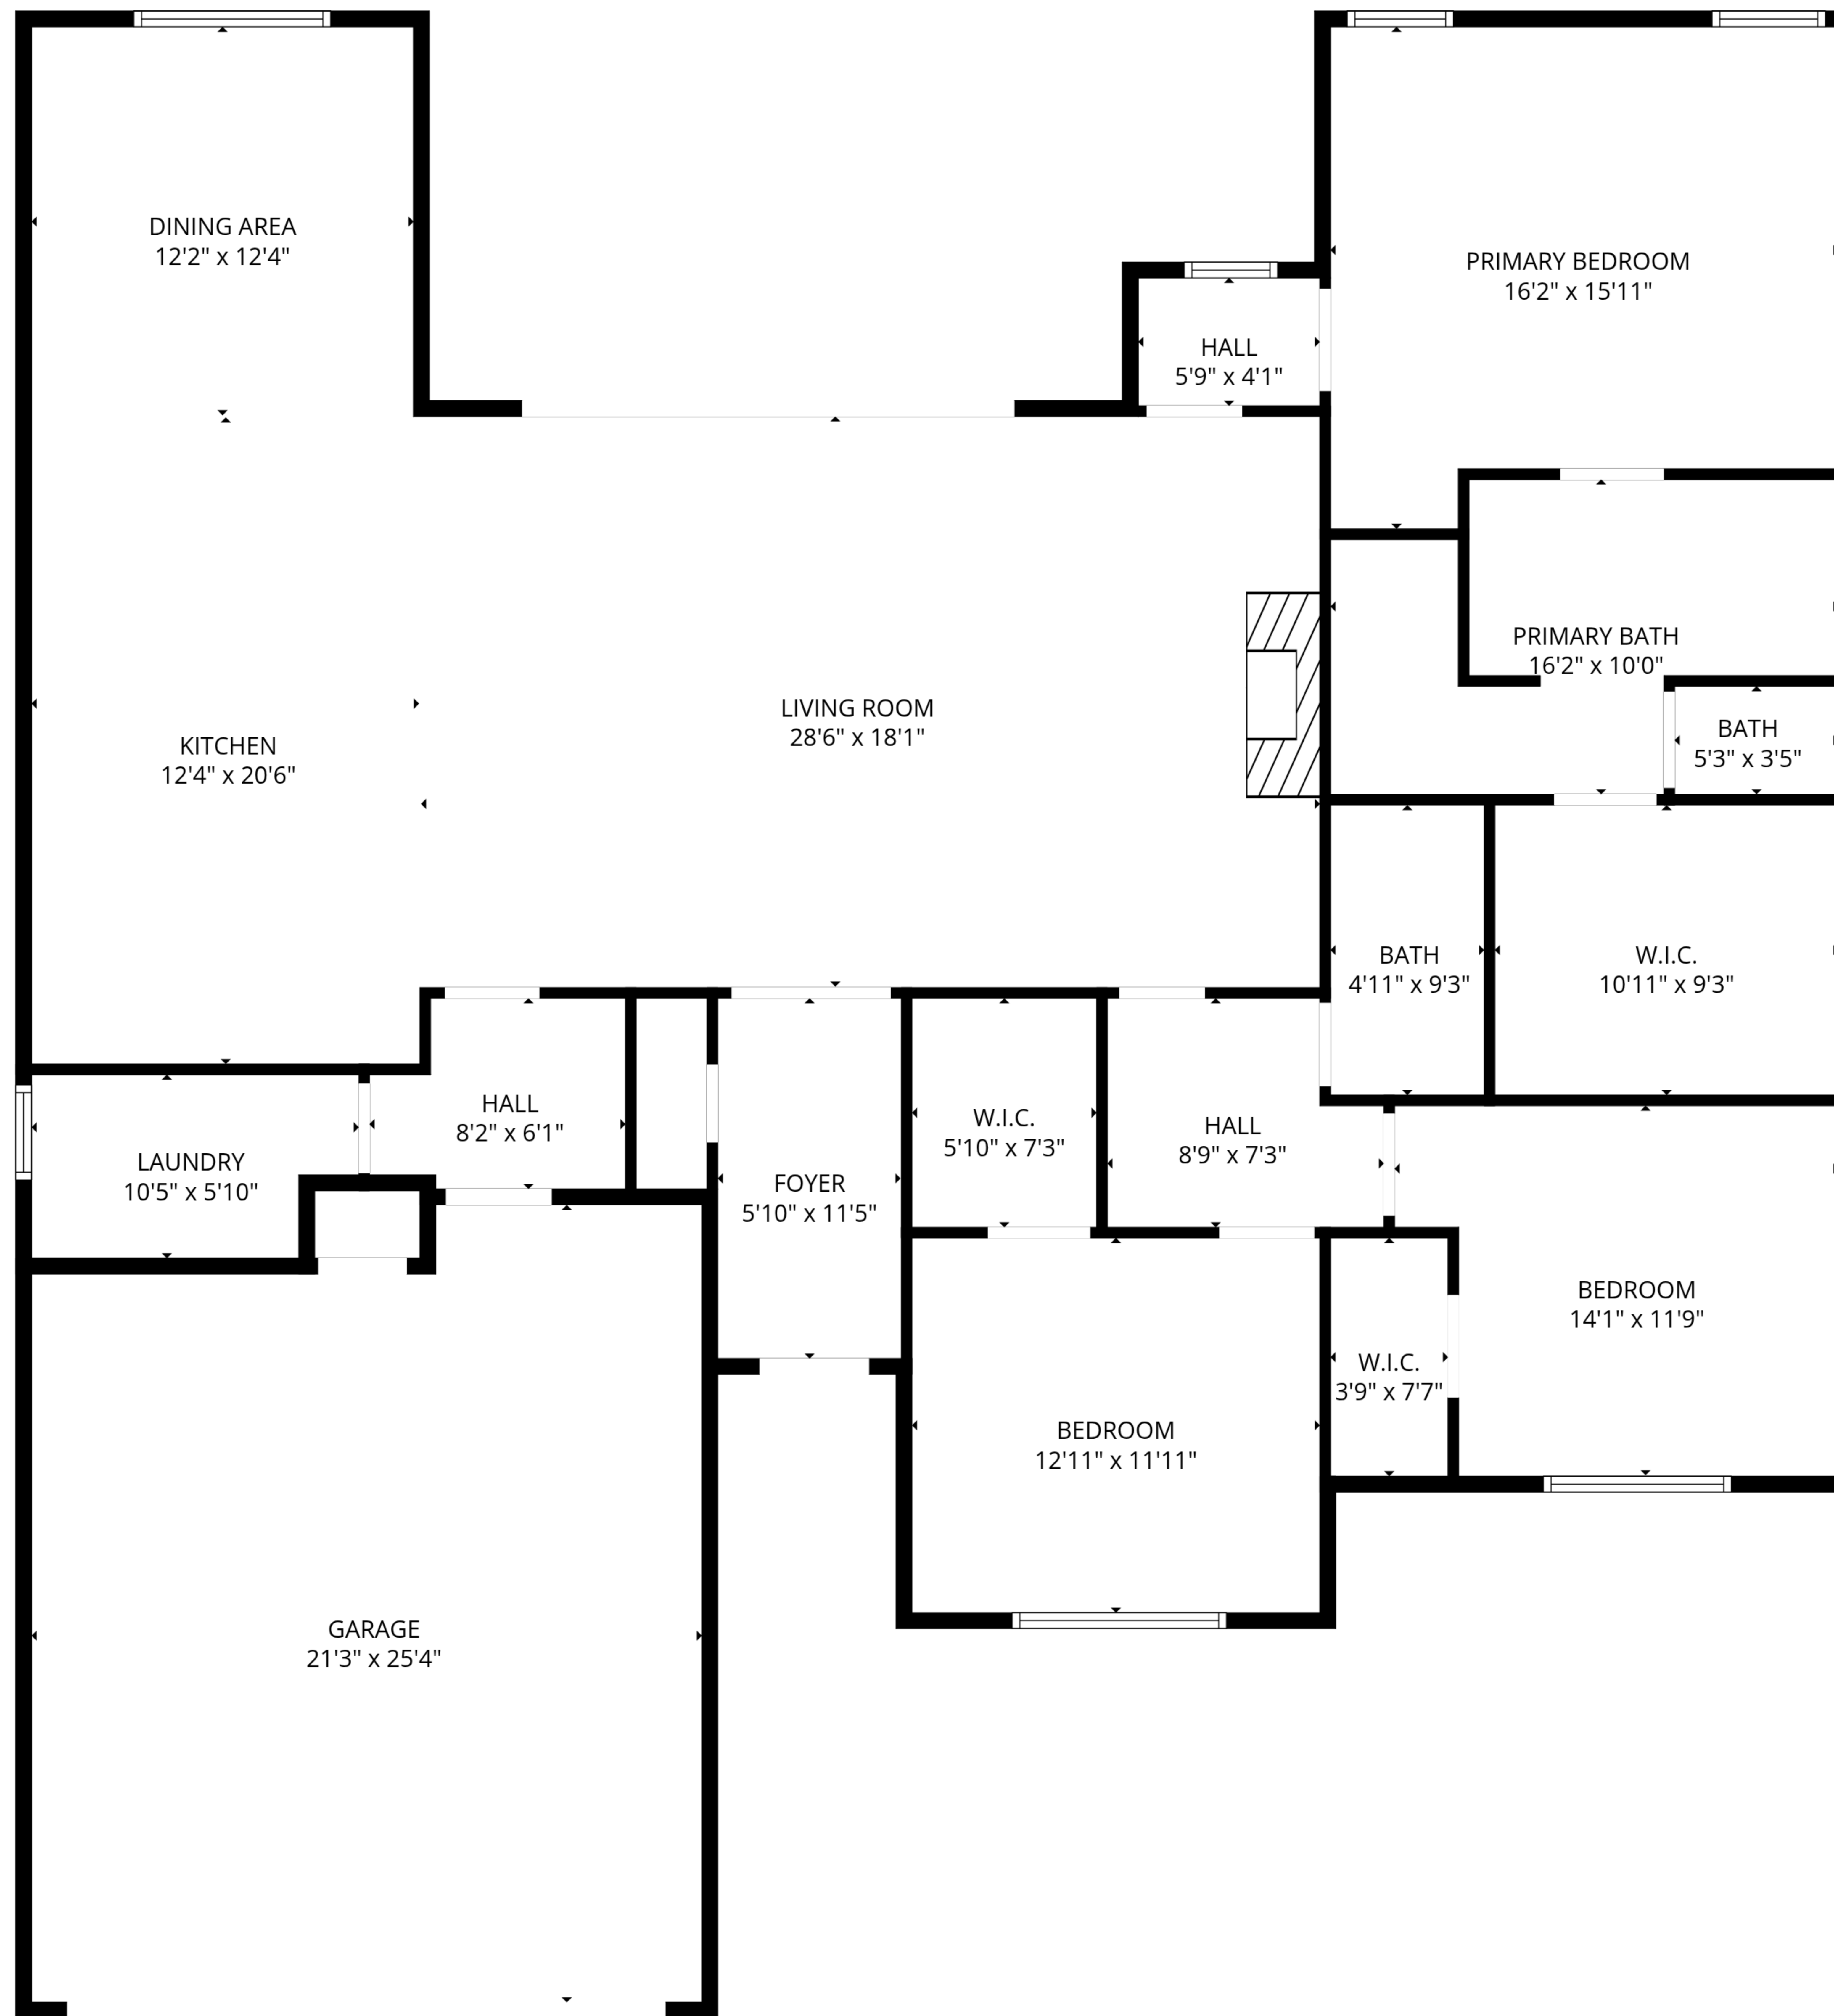 DINING AREA
12'2" x 12'4"
PRIMARY BEDROOM
16'2" x 15'11"
HALL
5'9" x 4'1"
PRIMARY BATH
16'2" x 10'0"
LIVING ROOM
28'6" x 18'1"
BATH
5'3" x 3'5"
KITCHEN
12'4" x 20'6"
BATH
4'11" x 9'3"
W.I.C.
10'11" x 9'3"
HALL
8'2" x 6'1"
W.I.C.
5'10" x 7'3"
HALL
8'9" x 7'3"
LAUNDRY
10'5" x 5'10"
FOYER
5'10" x 11'5"
BEDROOM
14'1" x 11'9"
W.I.C.
3'9" x 7'7"
BEDROOM
12'11" x 11'11"
GARAGE
21'3" x 25'4"